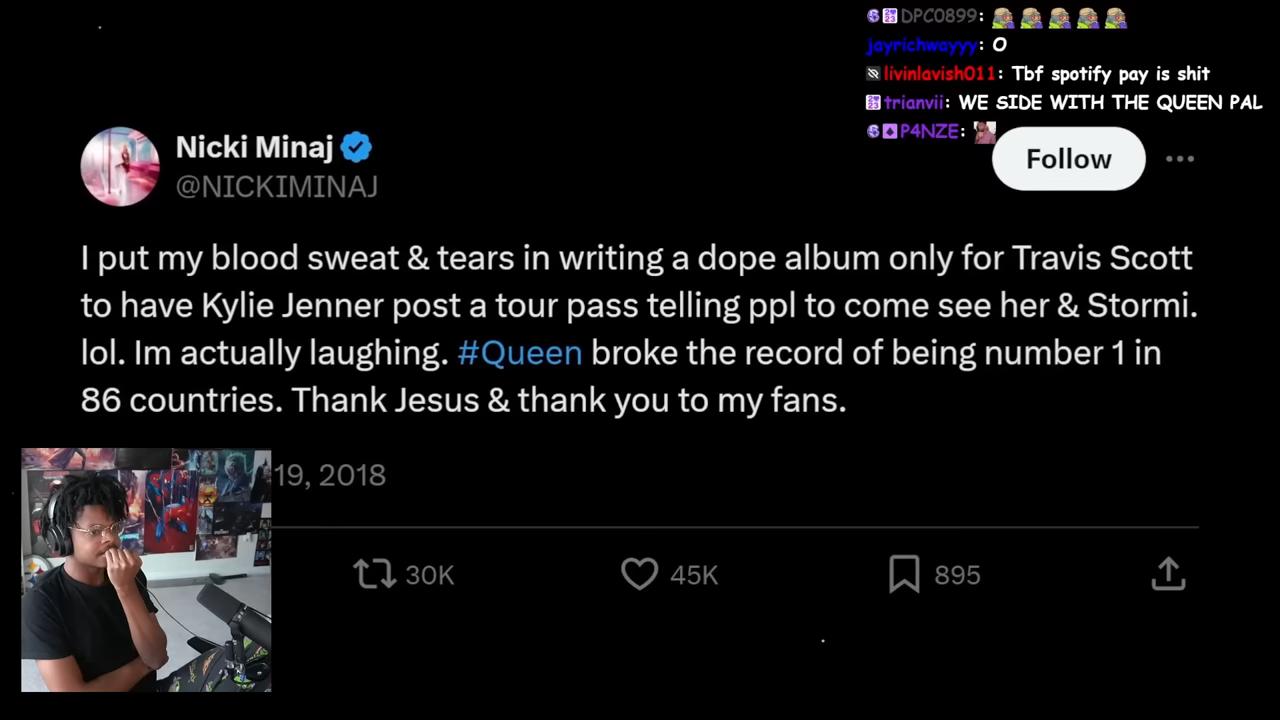 DPC0899:
jayrichwayyy: O
livinlavish011: Tbf spotify pay is shit
trianvii: WE SIDE WITH THE QUEEN PAL
P4NZE:
Nicki Minaj
@NICKIMINAJ
Follow
I put my blood sweat & tears in writing a dope album only for Travis Scott
to have Kylie Jenner post a tour pass telling ppl to come see her & Stormi.
lol. Im actually laughing. #Queen broke the record of being number 1 in
86 countries. Thank Jesus & thank you to my fans.
19, 2018
30K
45K
895